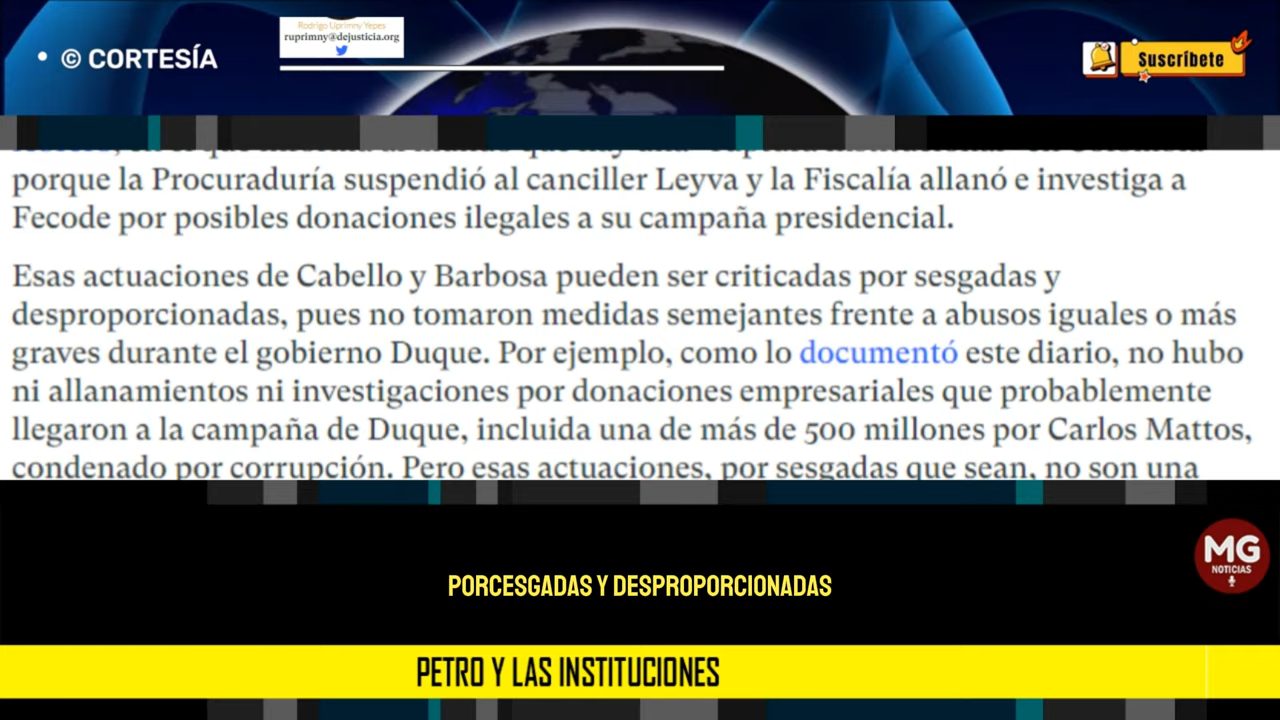 • © CORTESÍA
Rodrigo Uprimny Yepes
ruprimny@dejusticia.org
Suscríbete
porque la Procuraduría suspendió al canciller Leyva y la Fiscalía allanó e investiga a
Fecode por posibles donaciones ilegales a su campaña presidencial.
Esas actuaciones de Cabello y Barbosa pueden ser criticadas por sesgadas y
desproporcionadas, pues no tomaron medidas semejantes frente a abusos iguales o más
graves durante el gobierno Duque. Por ejemplo, como lo documentó este diario, no hubo
ni allanamientos ni investigaciones por donaciones empresariales que probablemente
llegaron a la campaña de Duque, incluida una de más de 500 millones por Carlos Mattos,
condenado por corrupción. Pero esas actuaciones, por sesgadas que sean, no son una
MG
NOTICIAS
PORCESGADAS Y DESPROPORCIONADAS
PETRO Y LAS INSTITUCIONES